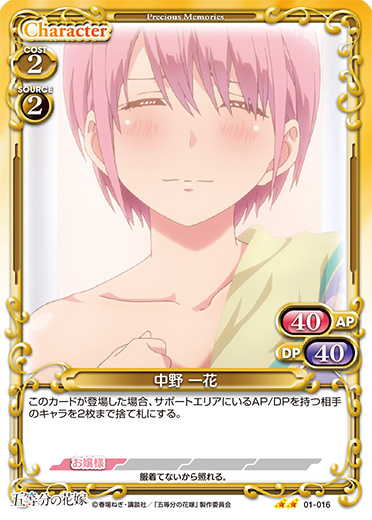 Precious Memories
Character
COST
2
SOURCE
2
40 AP
DP 40
中野 一花
このカードが登場した場合、サポートエリアにいるAP/DPを持つ相手
のキャラを2枚まで捨て札にする。
お嬢様
服着てないから照れる。
五等分の花嫁
©春場ねぎ・講談社/「五等分の花嫁」製作委員会
01-016